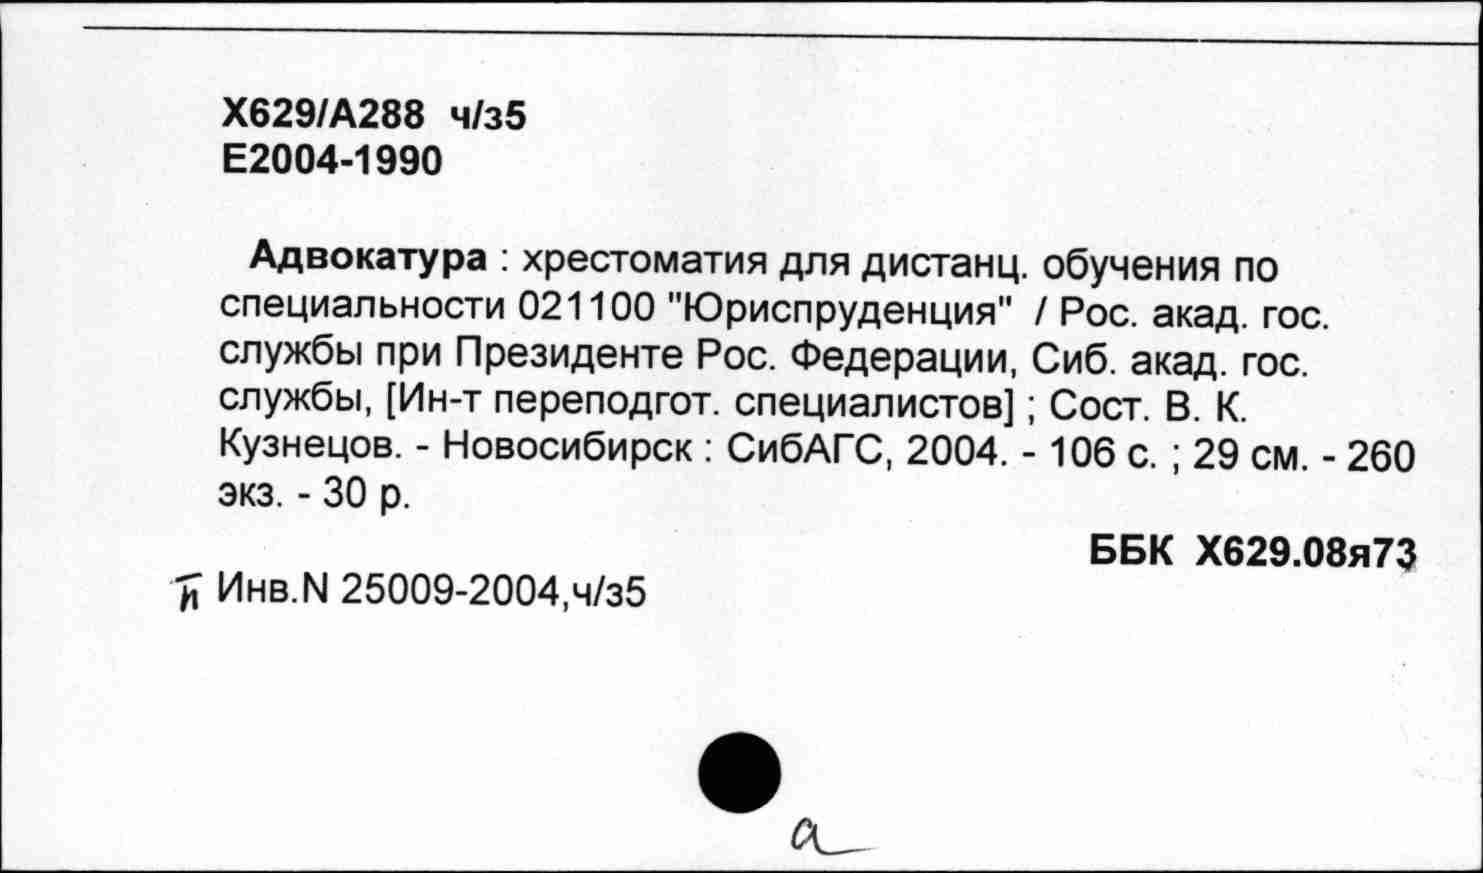 Х629/А288 ч/з5
Е2004-1990
Адвокатура : хрестоматия для дистанц. обучения по
специальности 021100 "Юриспруденция" / Рос. акад. гос.
службы при Президенте Рос. Федерации, Сиб. акад. гос.
службы, [Ин-т переподгот. специалистов] ; Сост. В. К.
Кузнецов. - Новосибирск : СибАГС, 2004. - 106 с. ; 29 см. - 260
экз. - 30 р.
ББК Х629.08я73
Инв.N 25009-2004,ч/з5
а